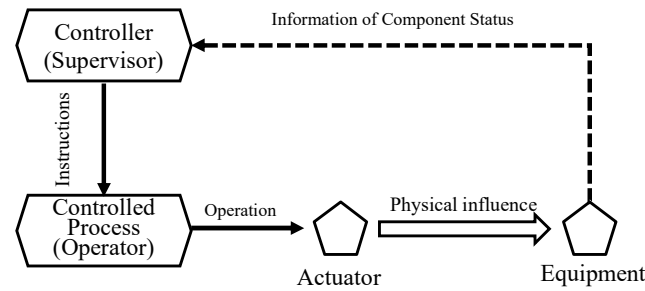 Information of Component Status
Controller
(Supervisor)
Instructions
Controlled
Process
(Operator)
Operation
Physical influence
Actuator
Equipment